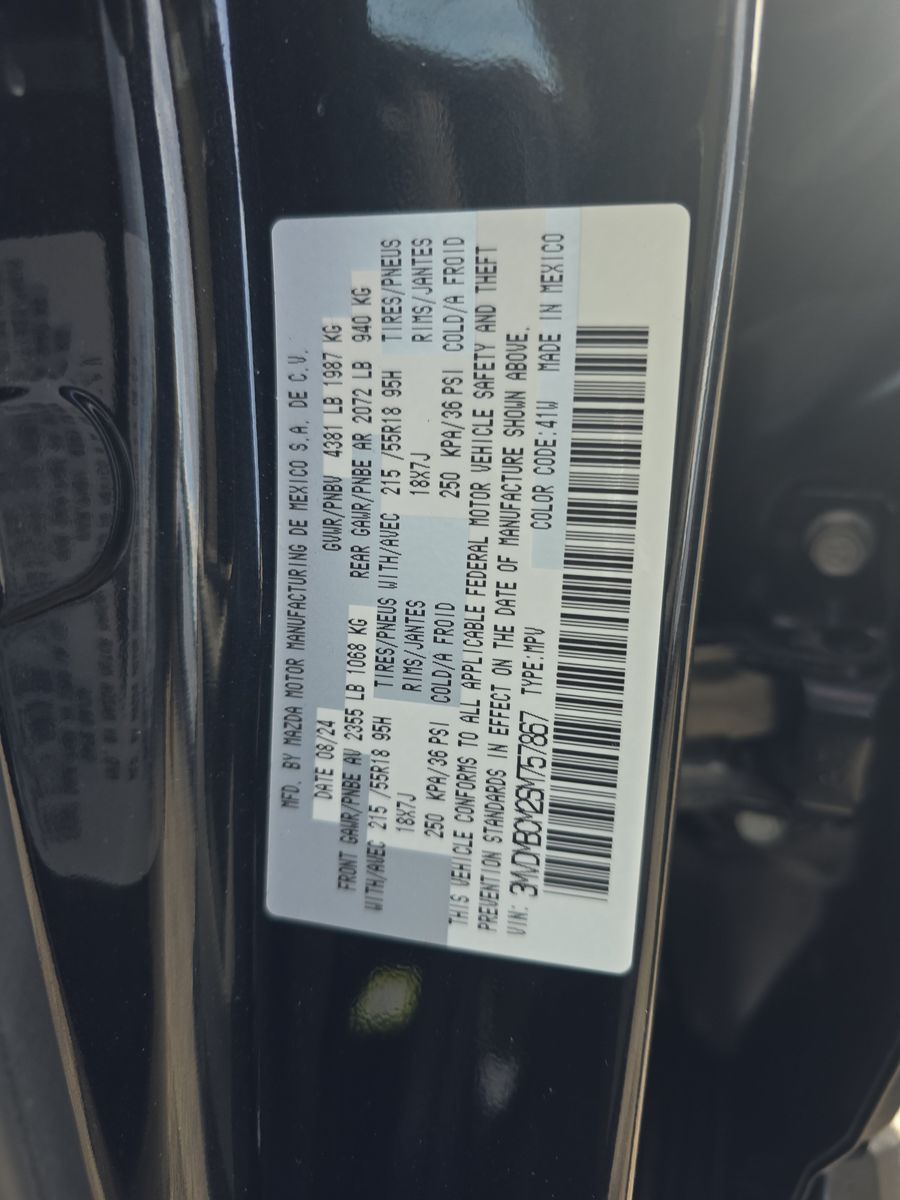 MFD. BY MAZDA MOTOR MANUFACTURING DE MEXICO S.A. DE C.V.
DATE 08/24 GVWR/PNBV 4381 LB 1987 KG
FRONT GAWR/PNBE AV 2355 LB 1068 KG REAR GAWR/PNBE AR 2072 LB 940 KG
WITH/AVEC 215 /55R18 95H TIRES/PNEUS WITH/AVEC 215 /55R18 95H TIRES/PNEUS
18X7J RIMS/JANTES 18X7J RIMS/JANTES
250 KPA/36 PSI COLD/A FROID 250 KPA/36 PSI COLD/A FROID
THIS VEHICLE CONFORMS TO ALL APPLICABLE FEDERAL MOTOR VEHICLE SAFETY AND THEFT
PREVENTION STANDARDS IN EFFECT ON THE DATE OF MANUFACTURE SHOWN ABOVE.
VIN: 3MVDMBCM2SM757867 TYPE:MPV COLOR CODE:41W MADE IN MEXICO